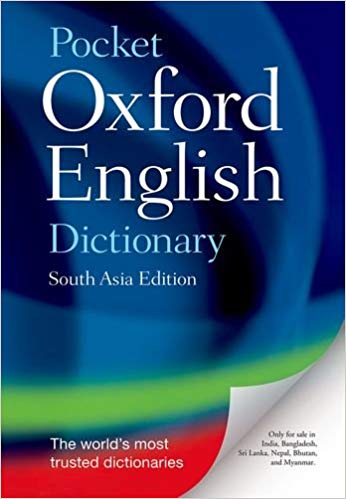 Pocket
Oxford
English
Dictionary
South Asia Edition
Only for sale in
India, Bangladesh,
Sri Lanka, Nepal, Bhutan,
and Myanmar.
The world's most
trusted dictionaries